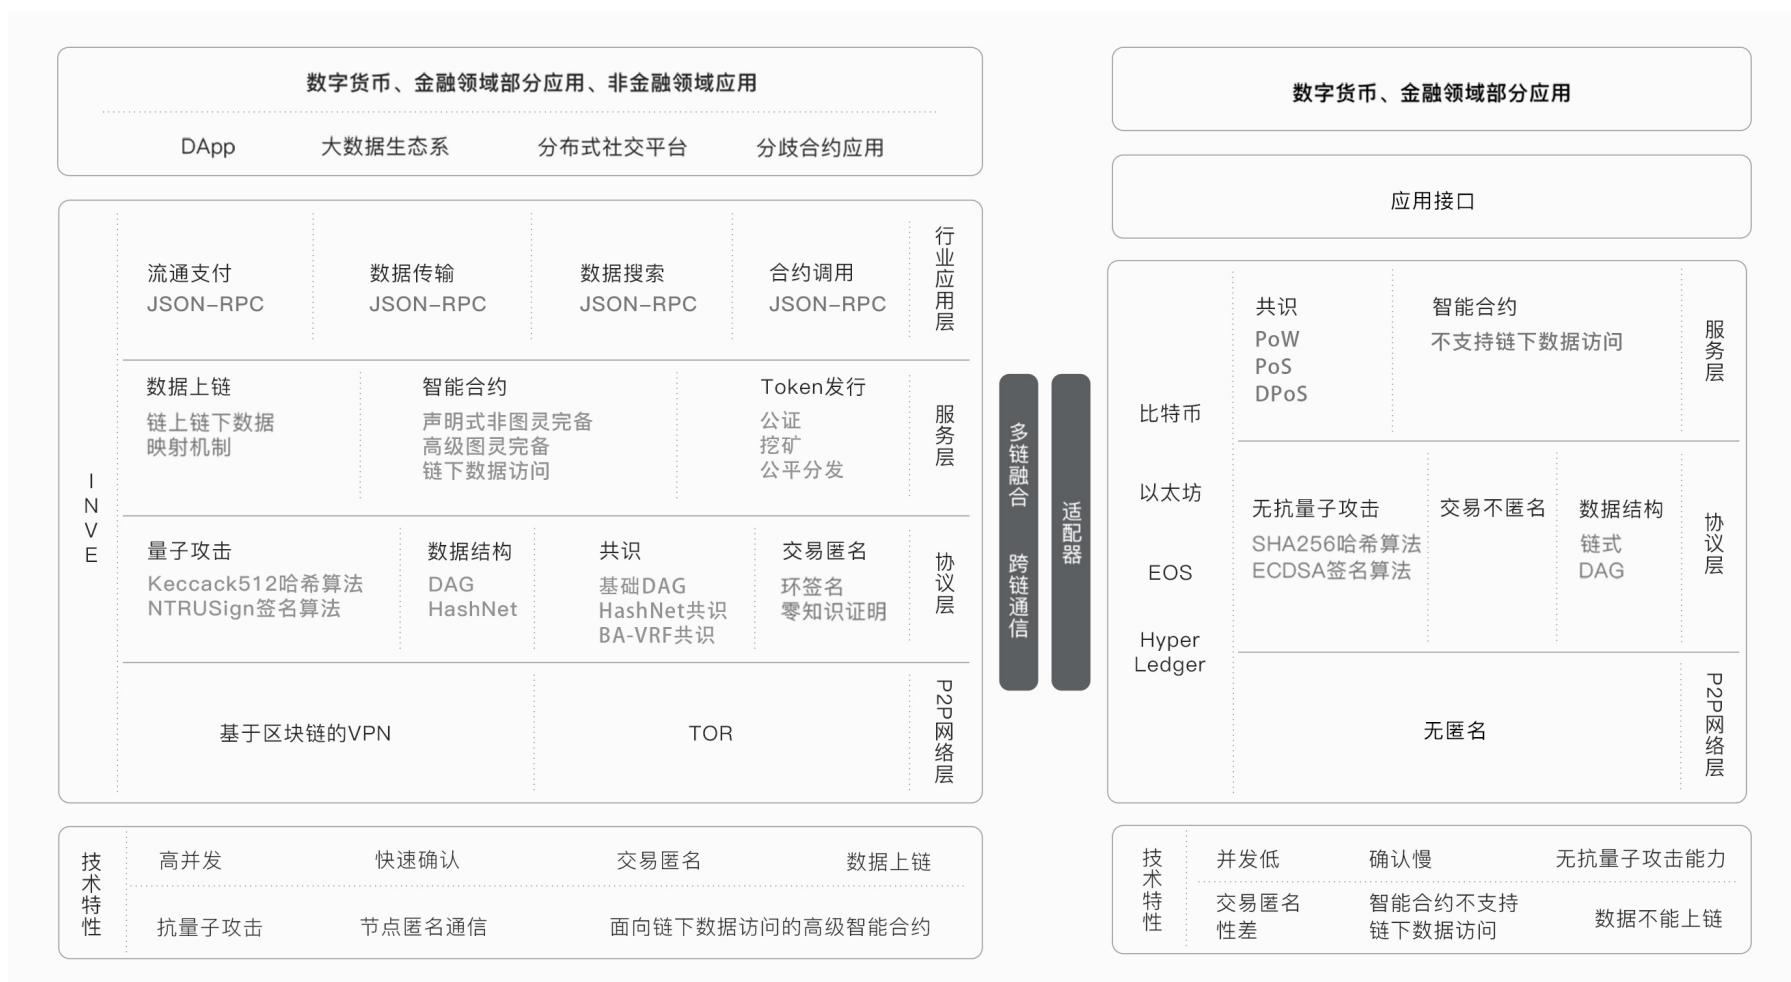 数字货币、金融领域部分应用、非金融领域应用
DApp
大数据生态系
分布式社交平台
分歧合约应用
INVE
流通支付
JSON-RPC
数据传输
JSON-RPC
数据搜索
JSON-RPC
合约调用
JSON-RPC
行业应用层
数据上链
链上链下数据
映射机制
智能合约
声明式非图灵完备
高级图灵完备
链下数据访问
Token发行
公证
挖矿
公平分发
服务层
量子攻击
Keccack512哈希算法
NTRUSign签名算法
数据结构
DAG
HashNet
共识
基础DAG
HashNet共识
BA-VRF共识
交易匿名
环签名
零知识证明
协议层
基于区块链的VPN
TOR
P2P网络层
技术特性
高并发
快速确认
交易匿名
数据上链
抗量子攻击
节点匿名通信
面向链下数据访问的高级智能合约
多链融合 跨链通信
适配器
数字货币、金融领域部分应用
应用接口
比特币
以太坊
EOS
Hyper
Ledger
共识
PoW
PoS
DPoS
智能合约
不支持链下数据访问
服务层
无抗量子攻击
SHA256哈希算法
ECDSA签名算法
交易不匿名
数据结构
链式
DAG
协议层
无匿名
P2P网络层
技术特性
并发低
确认慢
无抗量子攻击能力
交易匿名
性差
智能合约不支持
链下数据访问
数据不能上链